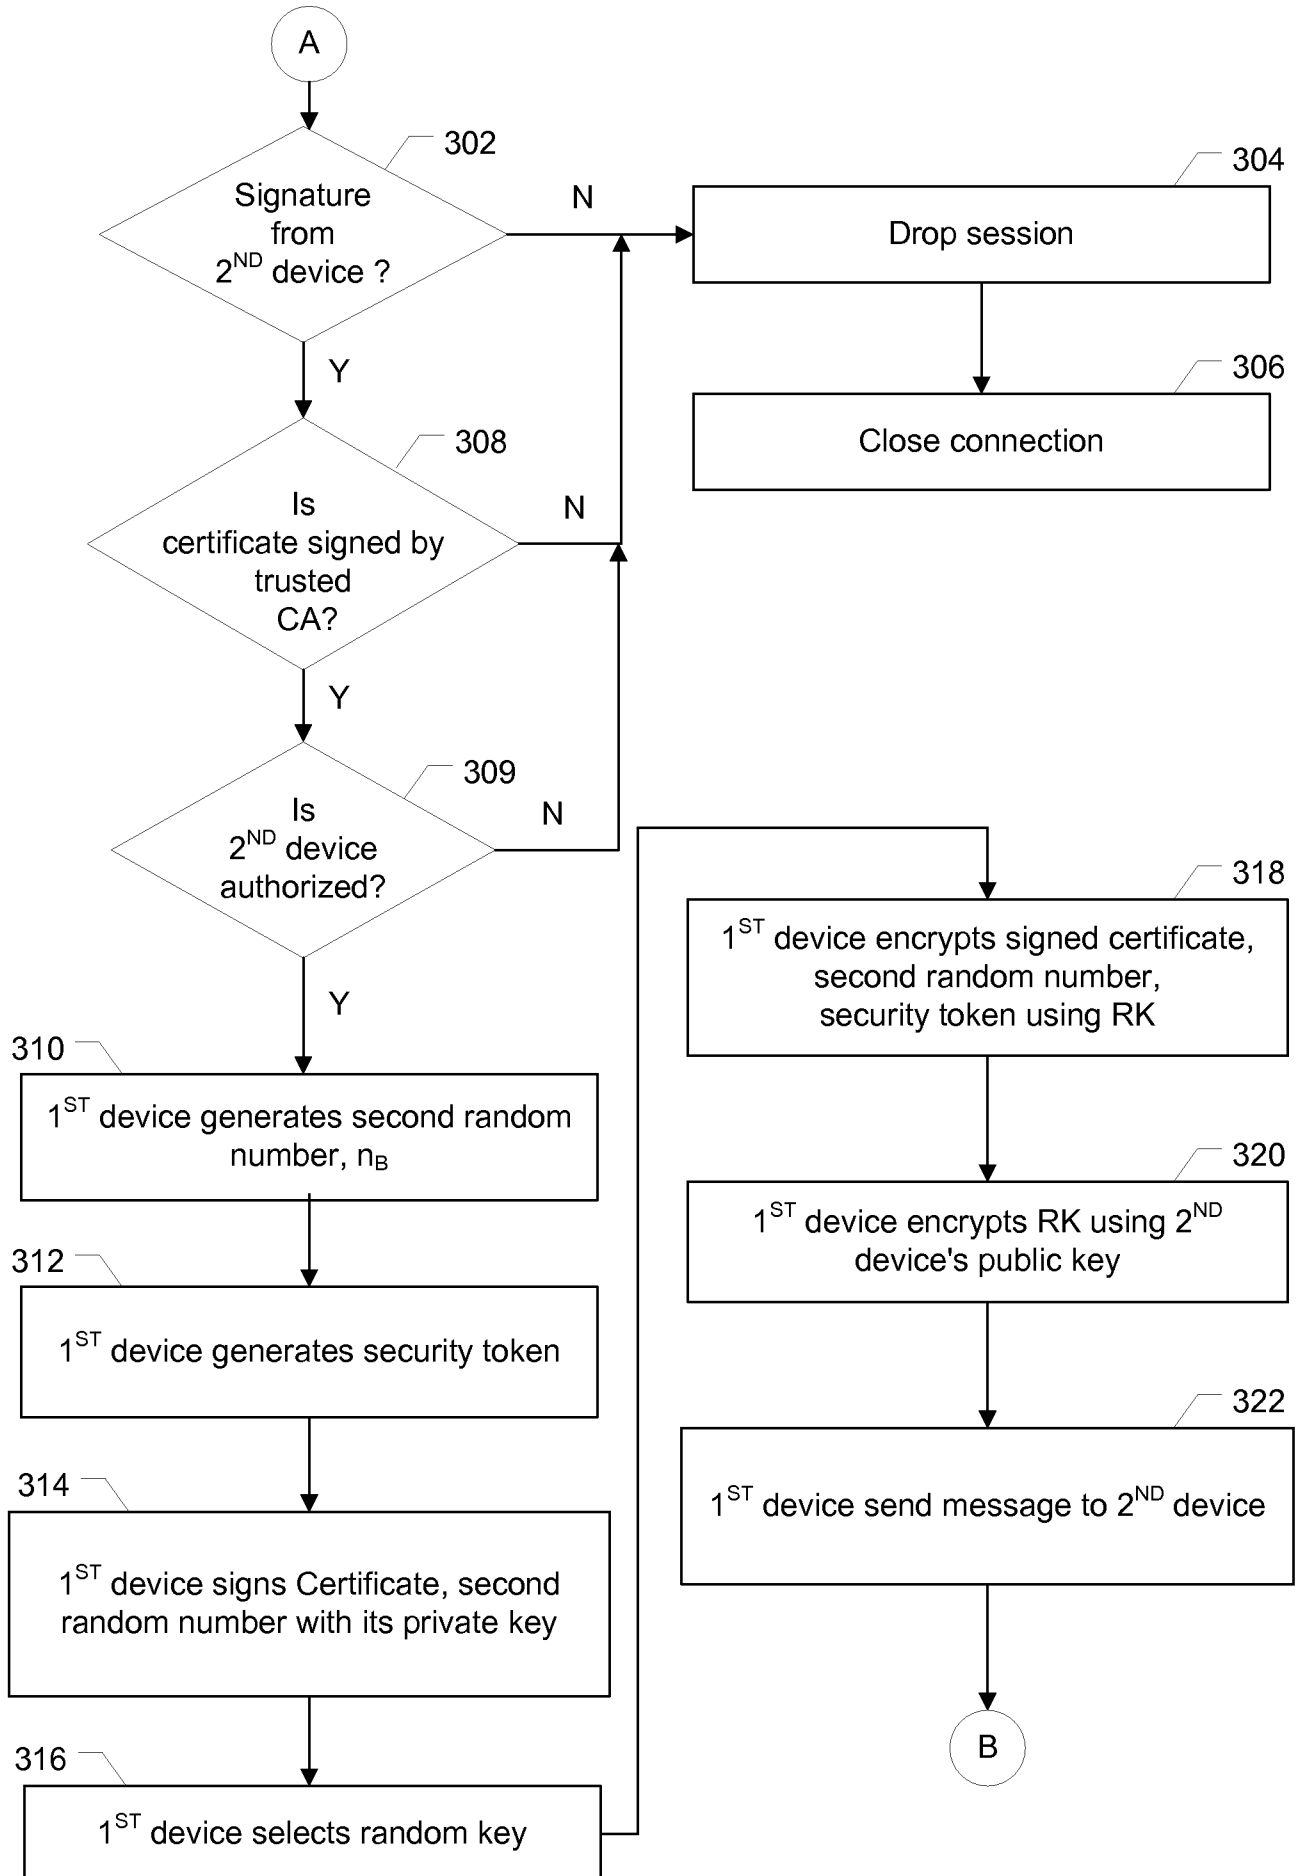 A
302
Signature
from
2ND device ?
N
304
Drop session
Y
306
Close connection
308
Is
certificate signed by
trusted
CA?
N
Y
309
Is
2ND device
authorized?
N
Y
310
1ST device generates second random
number, nB
312
1ST device generates security token
314
1ST device signs Certificate, second
random number with its private key
316
1ST device selects random key
318
1ST device encrypts signed certificate,
second random number,
security token using RK
320
1ST device encrypts RK using 2ND
device's public key
322
1ST device send message to 2ND device
B